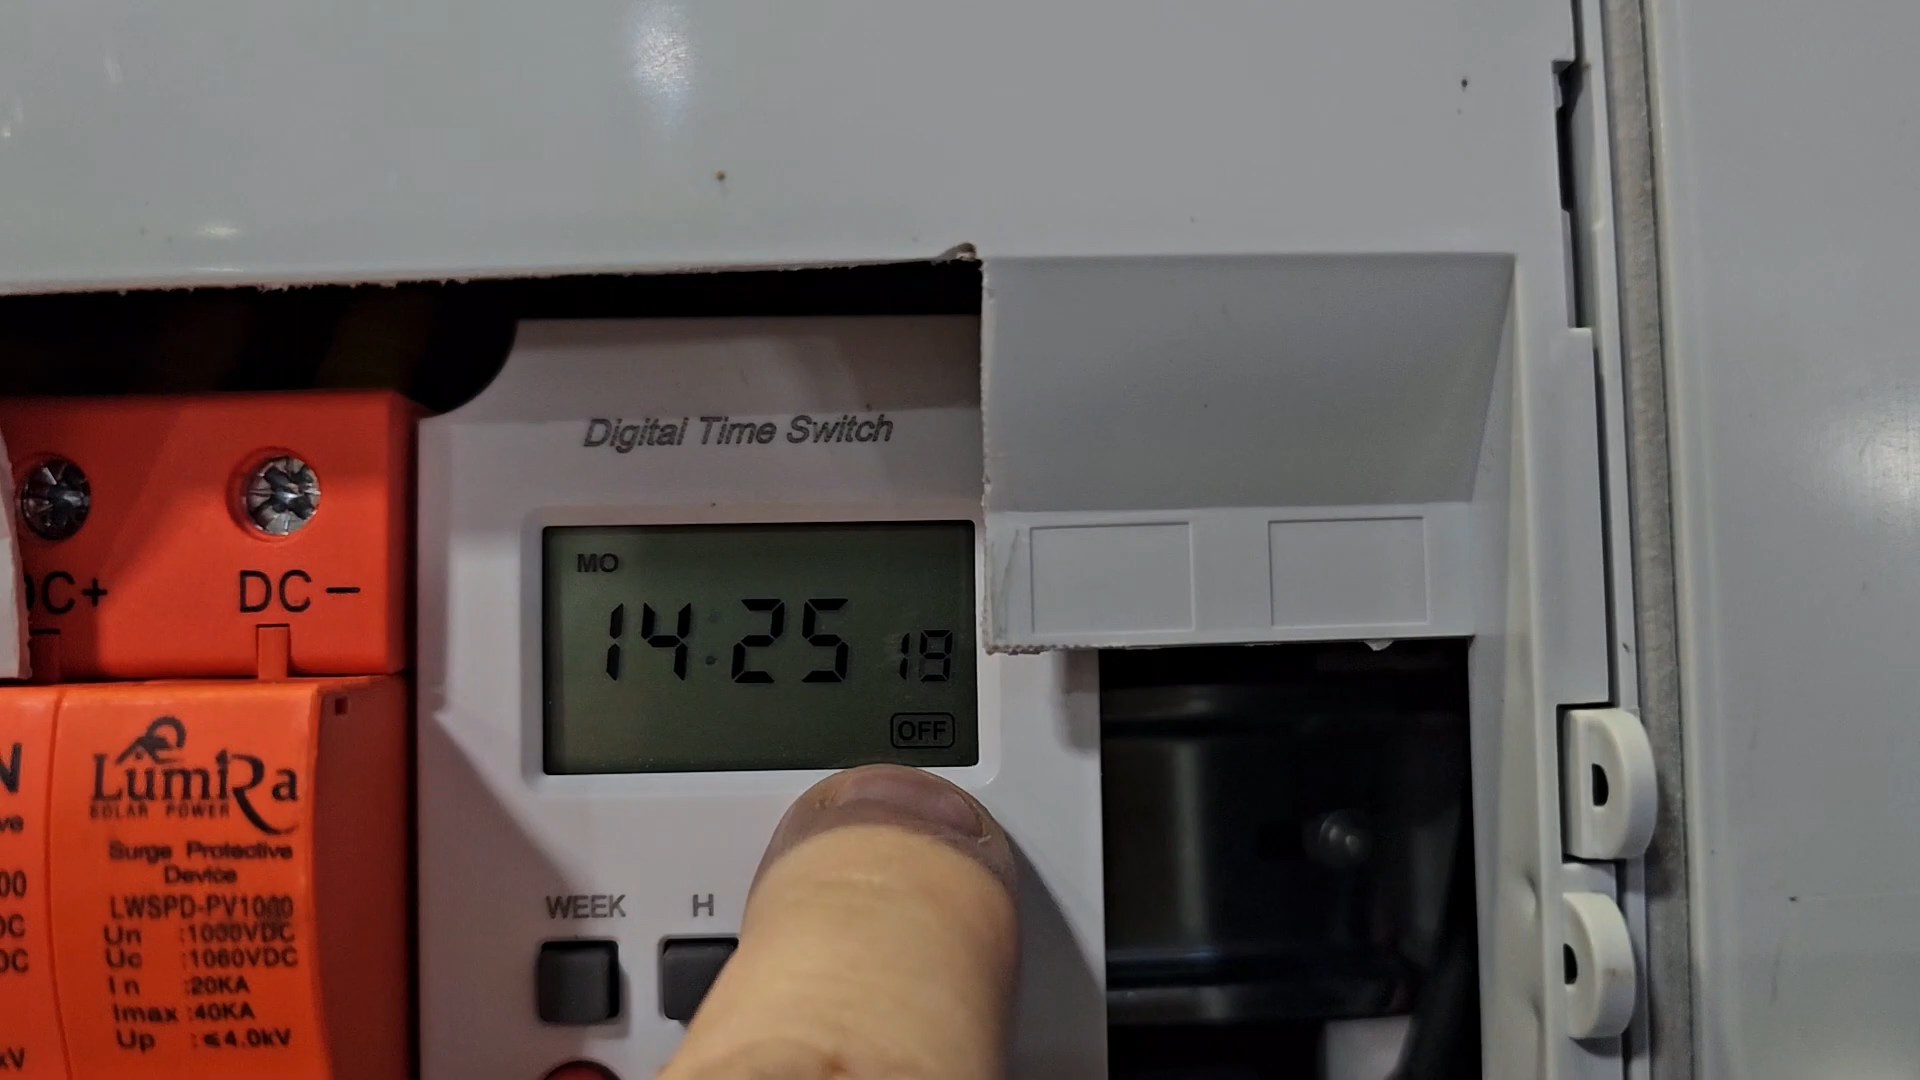 Digital Time Switch
MO
14:25 18
OFF
DC+
DC-
LumiRa
SOLAR POWER
Surge Protective
Device
LWSPD-PV1000
Un :1000VDC
Uc :1060VDC
In :20KA
Imax :40KA
Up :≤4.0kV
WEEK
H